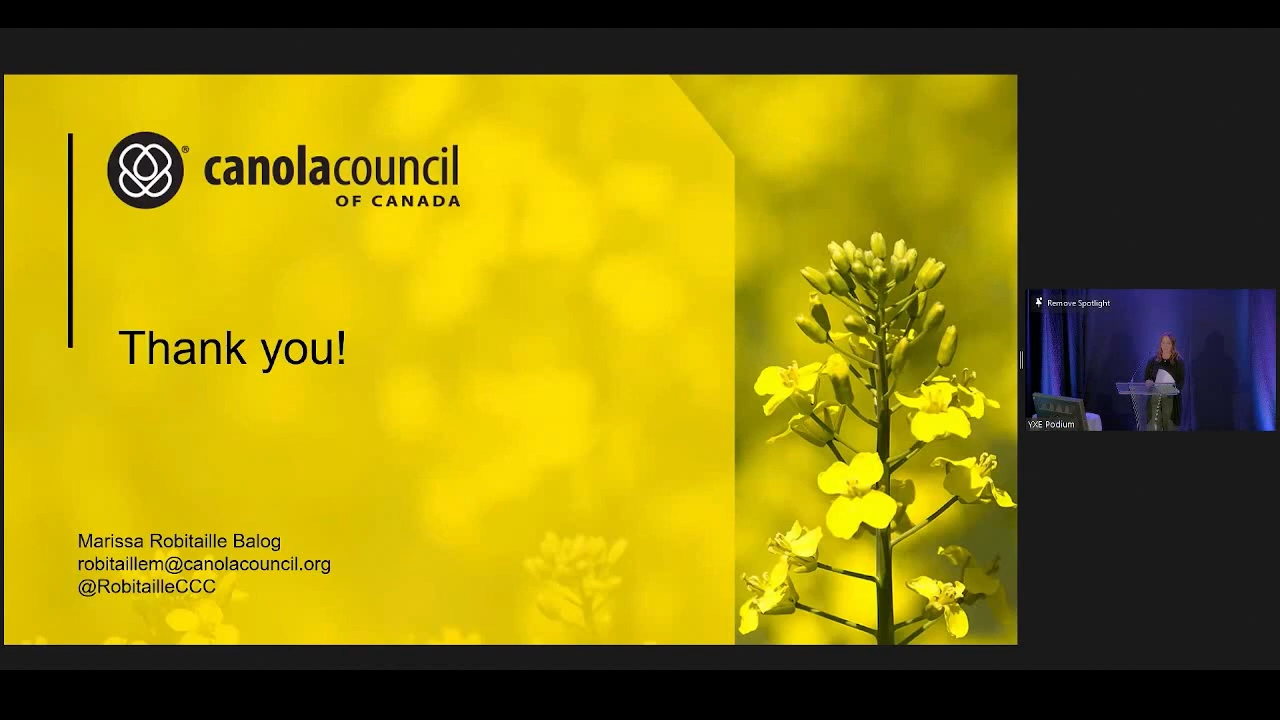 canolacouncil
OF CANADA
Thank you!
Marissa Robitaille Balog
robitaillem@canolacouncil.org
@RobitailleCCC
Remove Spotlight
YXE Podium